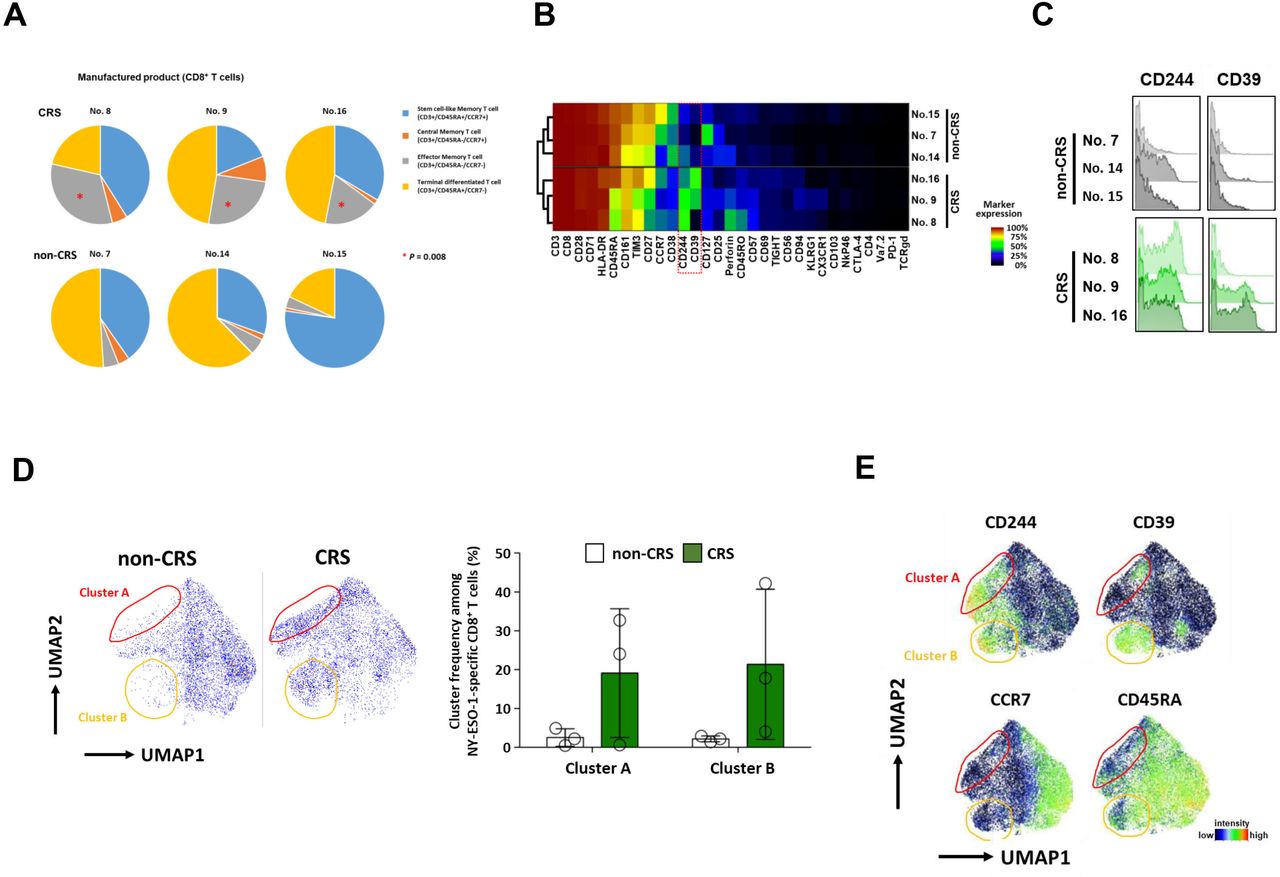 A
Manufactured product (CD8⁺ T cells)
CRS
No. 8
No. 9
No.16
Stem cell-like Memory T cell
(CD3+/CD45RA+/CCR7+)
Central Memory T cell
(CD3+/CD45RA-/CCR7+)
Effector Memory T cell
(CD3+/CD45RA-/CCR7-)
Terminal differentiated T cell
(CD3+/CD45RA+/CCR7-)
*
*
*
* P = 0.008
non-CRS
No. 7
No.14
No.15
B
No.15
No. 7
No.14
non-CRS
No. 16
No. 9
No. 8
CRS
CD3
CD8
CD28
CD71
HLA-DR
CD45RA
CD161
TIM3
CD27
CCR7
CD38
CD244
CD39
CD127
CD25
Perforin
CD45RO
CD57
CD69
TIGHT
CD56
CD94
KLRG1
CX3CR1
CD103
NkP46
CTLA-4
CD4
Va7.2
PD-1
TCRgd
Marker
expression
100%
75%
50%
25%
0%
C
CD244
CD39
non-CRS
No. 7
No. 14
No. 15
CRS
No. 8
No. 9
No. 16
D
non-CRS
CRS
Cluster A
Cluster B
UMAP2
UMAP1
Cluster frequency among
NY-ESO-1-specific CD8⁺ T cells (%)
non-CRS
CRS
50
40
30
20
10
0
Cluster A
Cluster B
E
CD244
CD39
Cluster A
Cluster B
CCR7
CD45RA
UMAP2
UMAP1
intensity
low
high